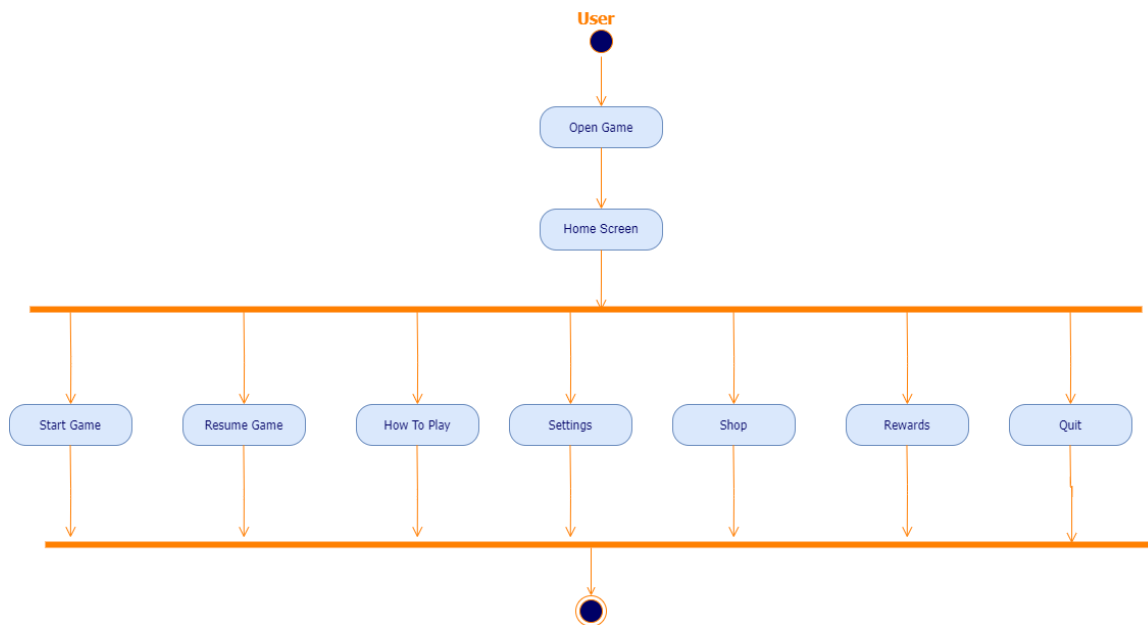 User
Open Game
Home Screen
Start Game
Resume Game
How To Play
Settings
Shop
Rewards
Quit